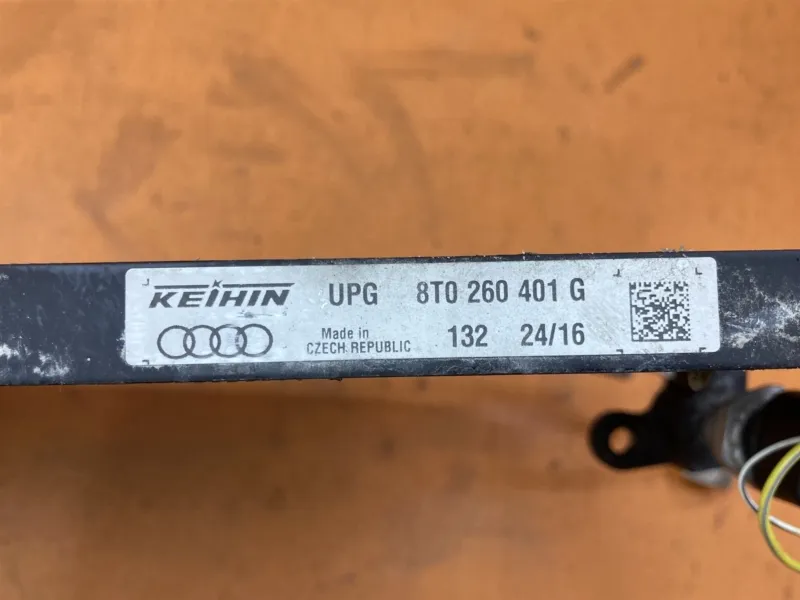 KEIHIN UPG 8T0 260 401 G
Made in
CZECH REPUBLIC 132 24/16